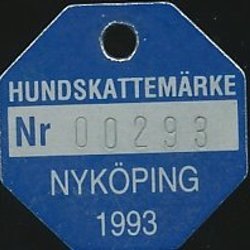 HUNDSKATTEMÄRKE
Nr 00293
NYKÖPING
1993